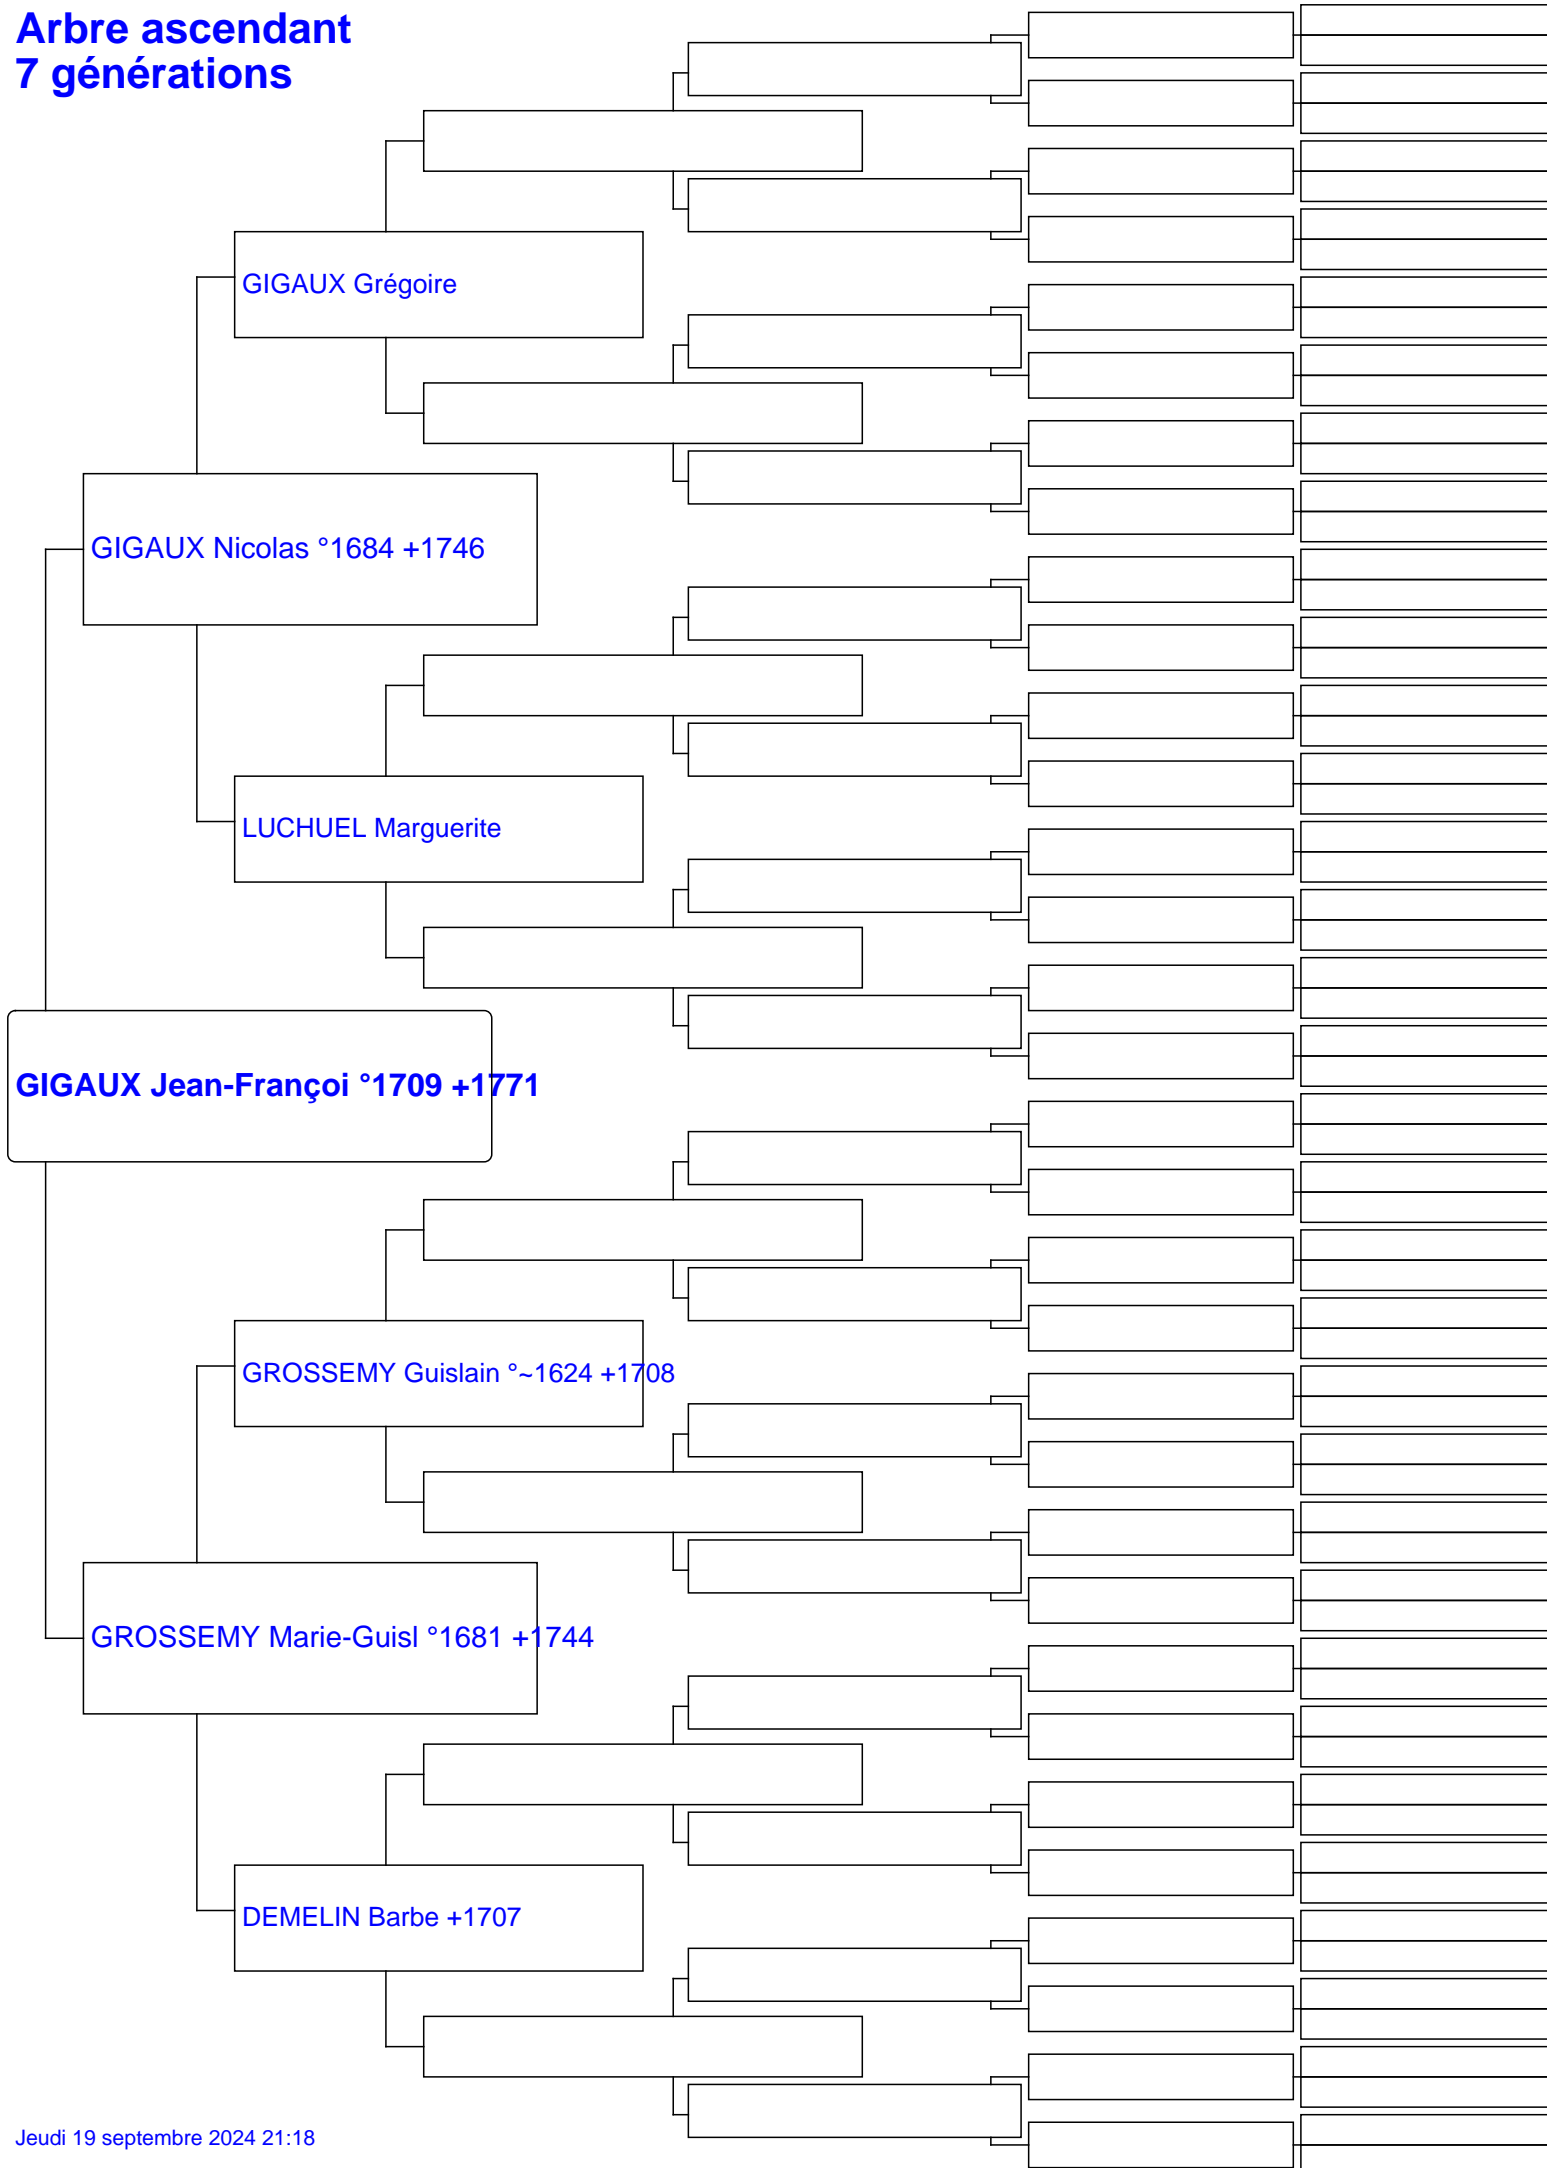 Arbre ascendant
7 générations
GIGAUX Grégoire
GIGAUX Nicolas °1684 +1746
LUCHUEL Marguerite
GIGAUX Jean-Françoi °1709 +1771
GROSSEMY Guislain °~1624 +1708
GROSSEMY Marie-Guisl °1681 +1744
DEMELIN Barbe +1707
Jeudi 19 septembre 2024 21:18